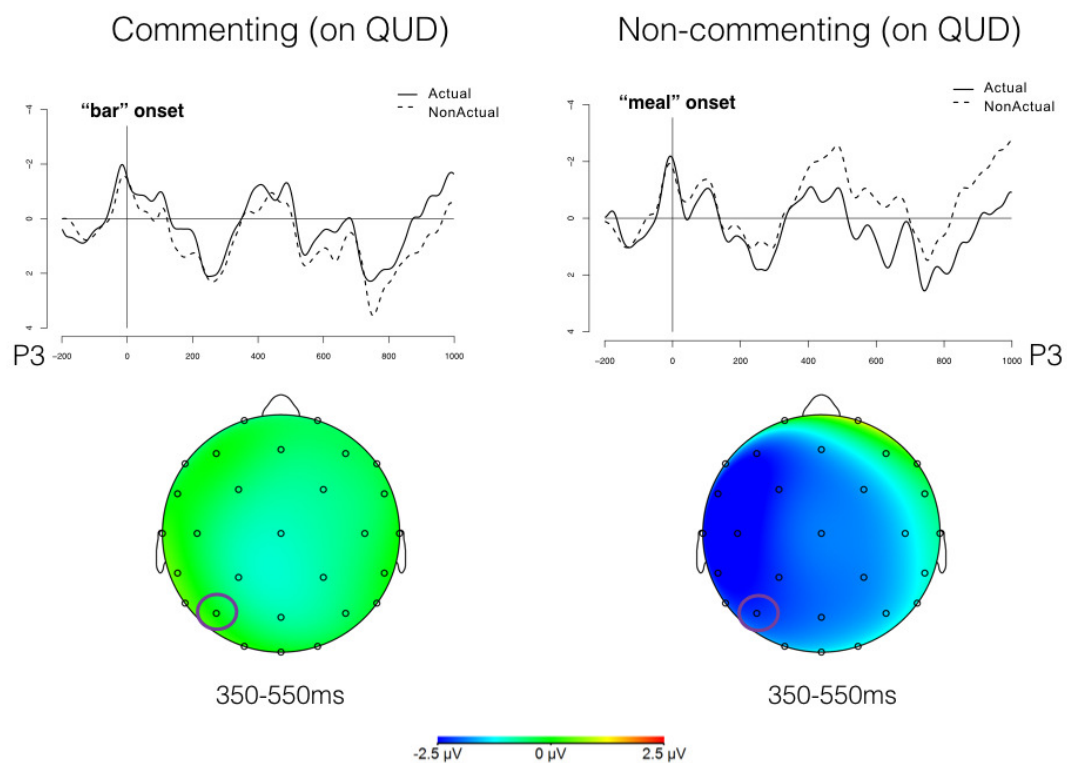 Commenting (on QUD)
Non-commenting (on QUD)
"bar" onset
Actual
NonActual
-4
-2
0
2
4
P3
-200
0
200
400
600
800
1000
"meal" onset
Actual
NonActual
-4
-2
0
2
4
-200
0
200
400
600
800
1000
P3
350-550ms
350-550ms
-2.5 µV
0 µV
2.5 µV